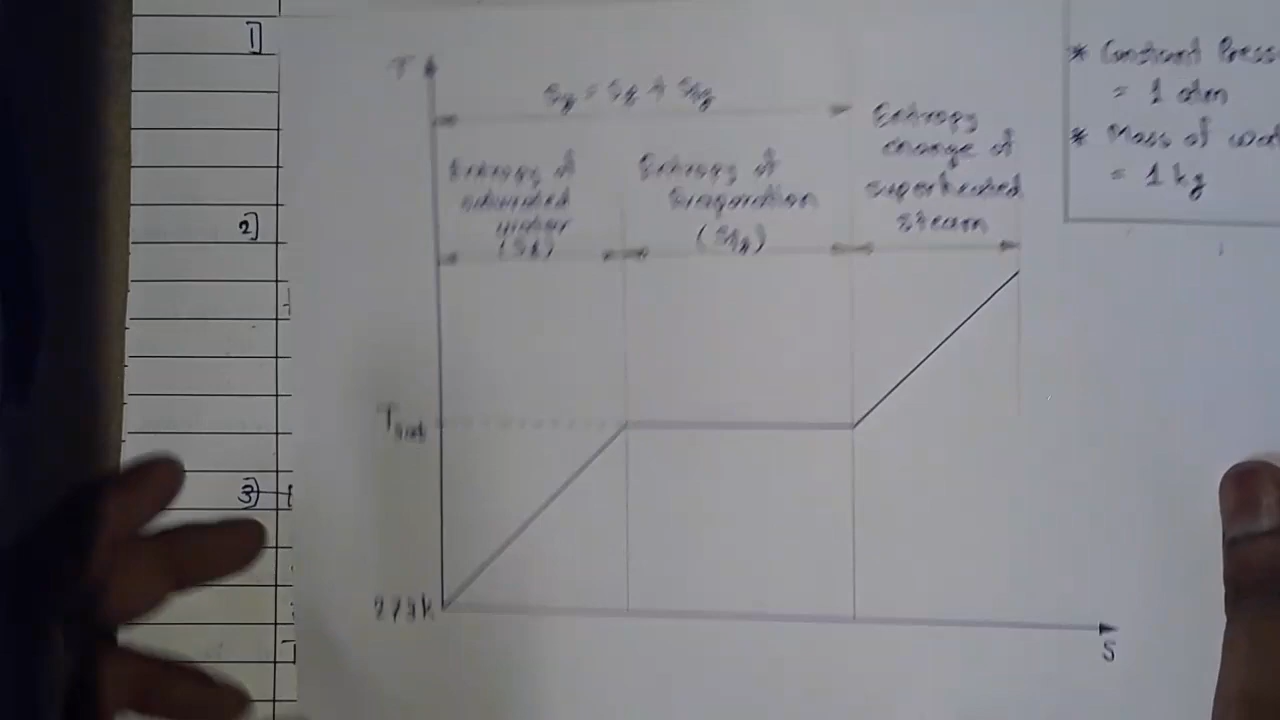 1]
2]
3]
T
Sg = Sf + Sfg
Entropy of
saturated
water
(Sf)
Entropy of
Evaporation
(Sfg)
Entropy
change of
superheated
steam
Tsat
273k
S
* Constant Press
= 1 atm
* Mass of wat
= 1 kg